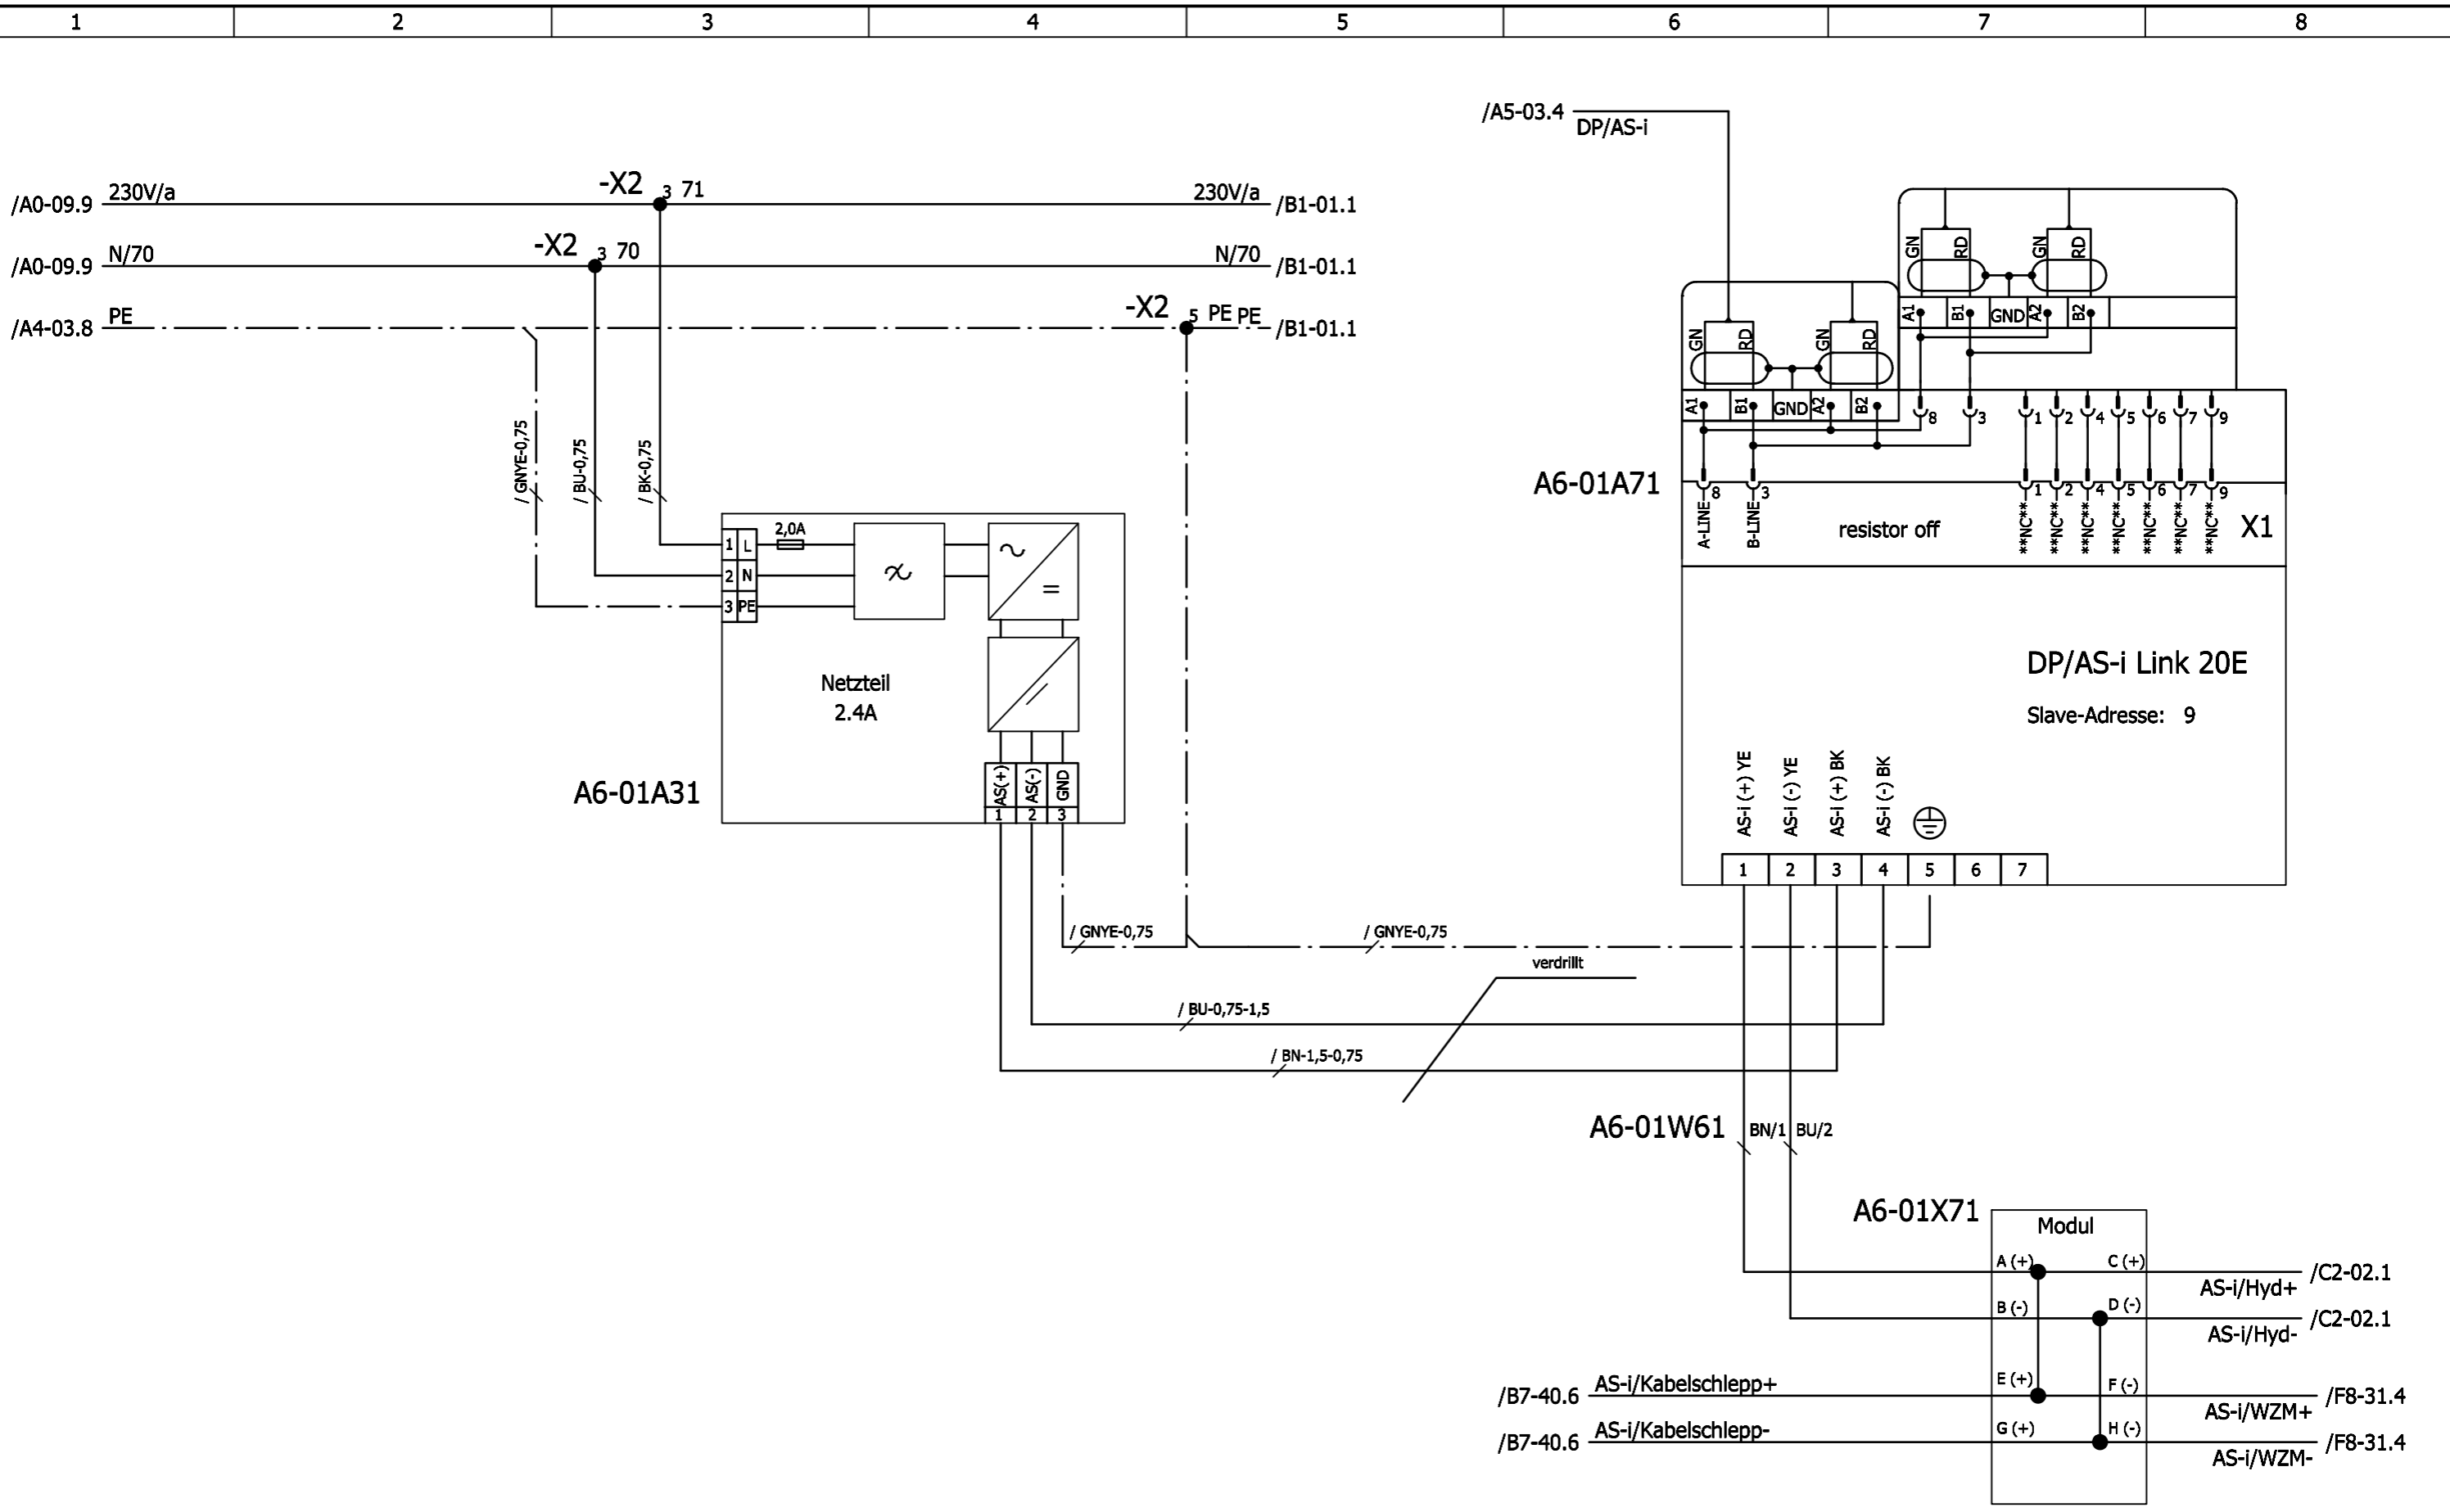 1 2 3 4 5 6 7 8
/A5-03.4
DP/AS-i
/A0-09.9 230V/a -X2 3 71 230V/a /B1-01.1
/A0-09.9 N/70 -X2 3 70 N/70 /B1-01.1
/A4-03.8 PE -X2 5 PE PE /B1-01.1
GN RD GN RD
A1 B1 GND A2 B2
GN RD GN RD
A1 B1 GND A2 B2
8 3 1 2 4 5 6 7 9
/ GNYE-0,75
/ BU-0,75
/ BK-0,75
A6-01A71
8 3 1 2 4 5 6 7 9
A-LINE B-LINE resistor off **NC** **NC** **NC** **NC** **NC** **NC** **NC** X1
1 L 2,0A
2 N
3 PE
~ ~
=
Netzteil
2.4A
A6-01A31
AS(+) AS(-) GND
1 2 3
DP/AS-i Link 20E
Slave-Adresse: 9
AS-i (+) YE
AS-i (-) YE
AS-i (+) BK
AS-i (-) BK
1 2 3 4 5 6 7
/ GNYE-0,75 / GNYE-0,75
verdrillt
/ BU-0,75-1,5
/ BN-1,5-0,75
A6-01W61 BN/1 BU/2
A6-01X71
Modul
A (+) C (+) /C2-02.1
AS-i/Hyd+
B (-) D (-) /C2-02.1
AS-i/Hyd-
/B7-40.6 AS-i/Kabelschlepp+ E (+) F (-) /F8-31.4
AS-i/WZM+
/B7-40.6 AS-i/Kabelschlepp- G (+) H (-) /F8-31.4
AS-i/WZM-